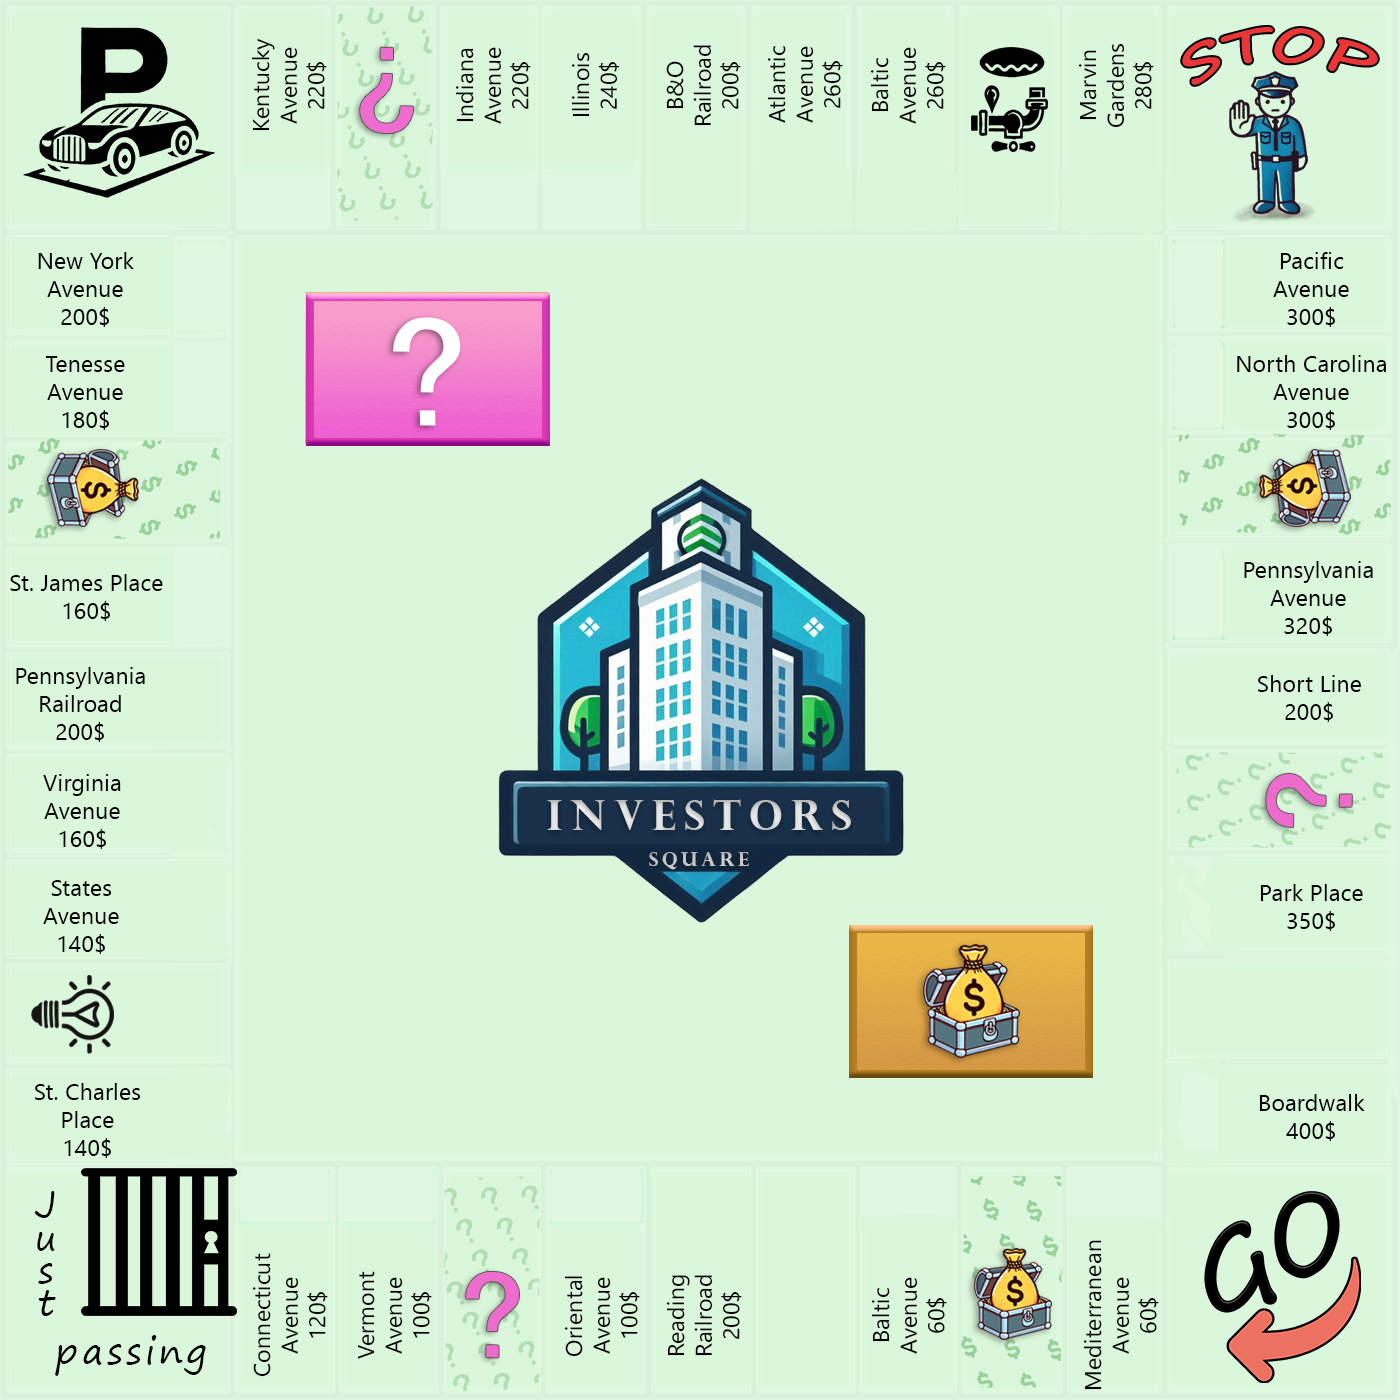 P
Kentucky
Avenue
220$
?
Indiana
Avenue
220$
Illinois
240$
B&O
Railroad
200$
Atlantic
Avenue
260$
Baltic
Avenue
260$
Marvin
Gardens
280$
STOP
New York
Avenue
200$
Tenesse
Avenue
180$
$
St. James Place
160$
Pennsylvania
Railroad
200$
Virginia
Avenue
160$
States
Avenue
140$
St. Charles
Place
140$
?
INVESTORS
SQUARE
$
Pacific
Avenue
300$
North Carolina
Avenue
300$
$
Pennsylvania
Avenue
320$
Short Line
200$
?
Park Place
350$
Boardwalk
400$
Just
passing
Connecticut
Avenue
120$
Vermont
Avenue
100$
?
Oriental
Avenue
100$
Reading
Railroad
200$
Baltic
Avenue
60$
$
Mediterranean
Avenue
60$
GO